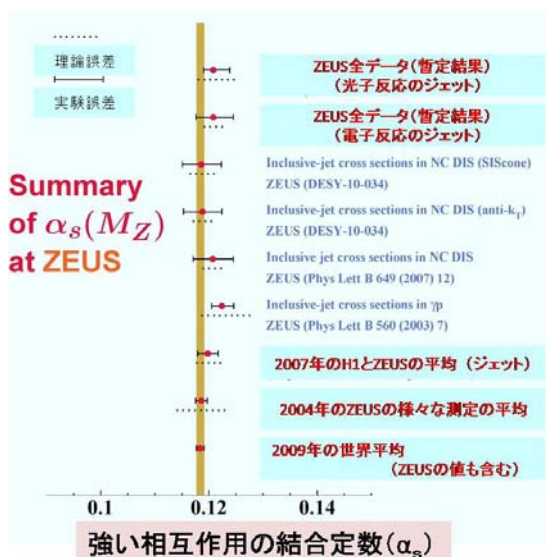 理論誤差
実験誤差
Summary
of αs(MZ)
at ZEUS
ZEUS全データ(暫定結果)
(光子反応のジェット)
ZEUS全データ(暫定結果)
(電子反応のジェット)
Inclusive-jet cross sections in NC DIS (SIScone)
ZEUS (DESY-10-034)
Inclusive-jet cross sections in NC DIS (anti-kT)
ZEUS (DESY-10-034)
Inclusive jet cross sections in NC DIS
ZEUS (Phys Lett B 649 (2007) 12)
Inclusive-jet cross sections in γp
ZEUS (Phys Lett B 560 (2003) 7)
2007年のH1とZEUSの平均 (ジェット)
2004年のZEUSの様々な測定の平均
2009年の世界平均
(ZEUSの値も含む)
0.1 0.12 0.14
強い相互作用の結合定数(αs)